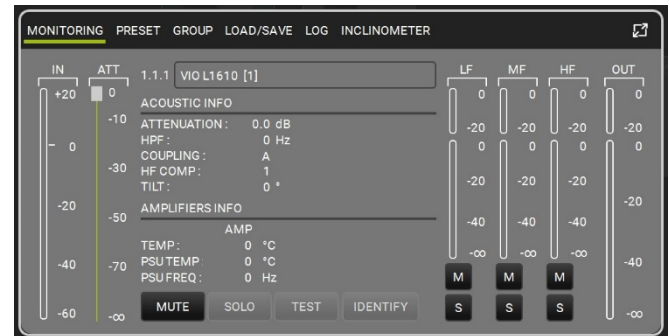 MONITORING PRESET GROUP LOAD/SAVE LOG INCLINOMETER
IN ATT
+20
0
-20
-40
-60
0
-10
-30
-50
-70
-∞
1.1.1 VIO L1610 [1]
ACOUSTIC INFO
ATTENUATION: 0.0 dB
HPF: 0 Hz
COUPLING: A
HF COMP: 1
TILT: 0 °
AMPLIFIERS INFO
AMP
TEMP: 0 °C
PSU TEMP: 0 °C
PSU FREQ: 0 Hz
MUTE SOLO TEST IDENTIFY
LF MF HF OUT
0 0 0 0
-20 -20 -20 -20
0 0 0 0
-20 -20 -20
-20
-40 -40 -40
-∞ -∞ -∞
-40
M M M
S S S
-∞